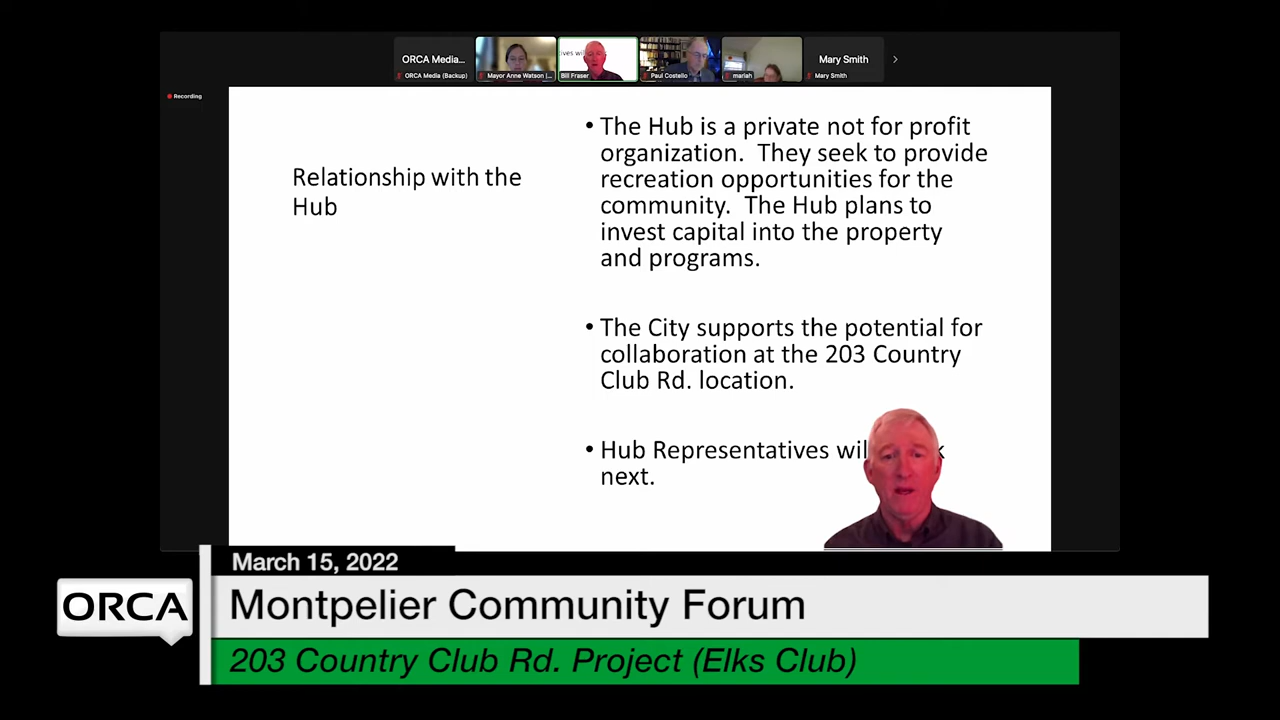 ORCA Media...
Mary Smith
ORCA Media (Backup)
Mayor Anne Watson |...
Bill Fraser
Paul Costello
mariah
Mary Smith
Recording
Relationship with the
Hub
• The Hub is a private not for profit
organization. They seek to provide
recreation opportunities for the
community. The Hub plans to
invest capital into the property
and programs.
• The City supports the potential for
collaboration at the 203 Country
Club Rd. location.
• Hub Representatives
next.
March 15, 2022
ORCA
Montpelier Community Forum
203 Country Club Rd. Project (Elks Club)